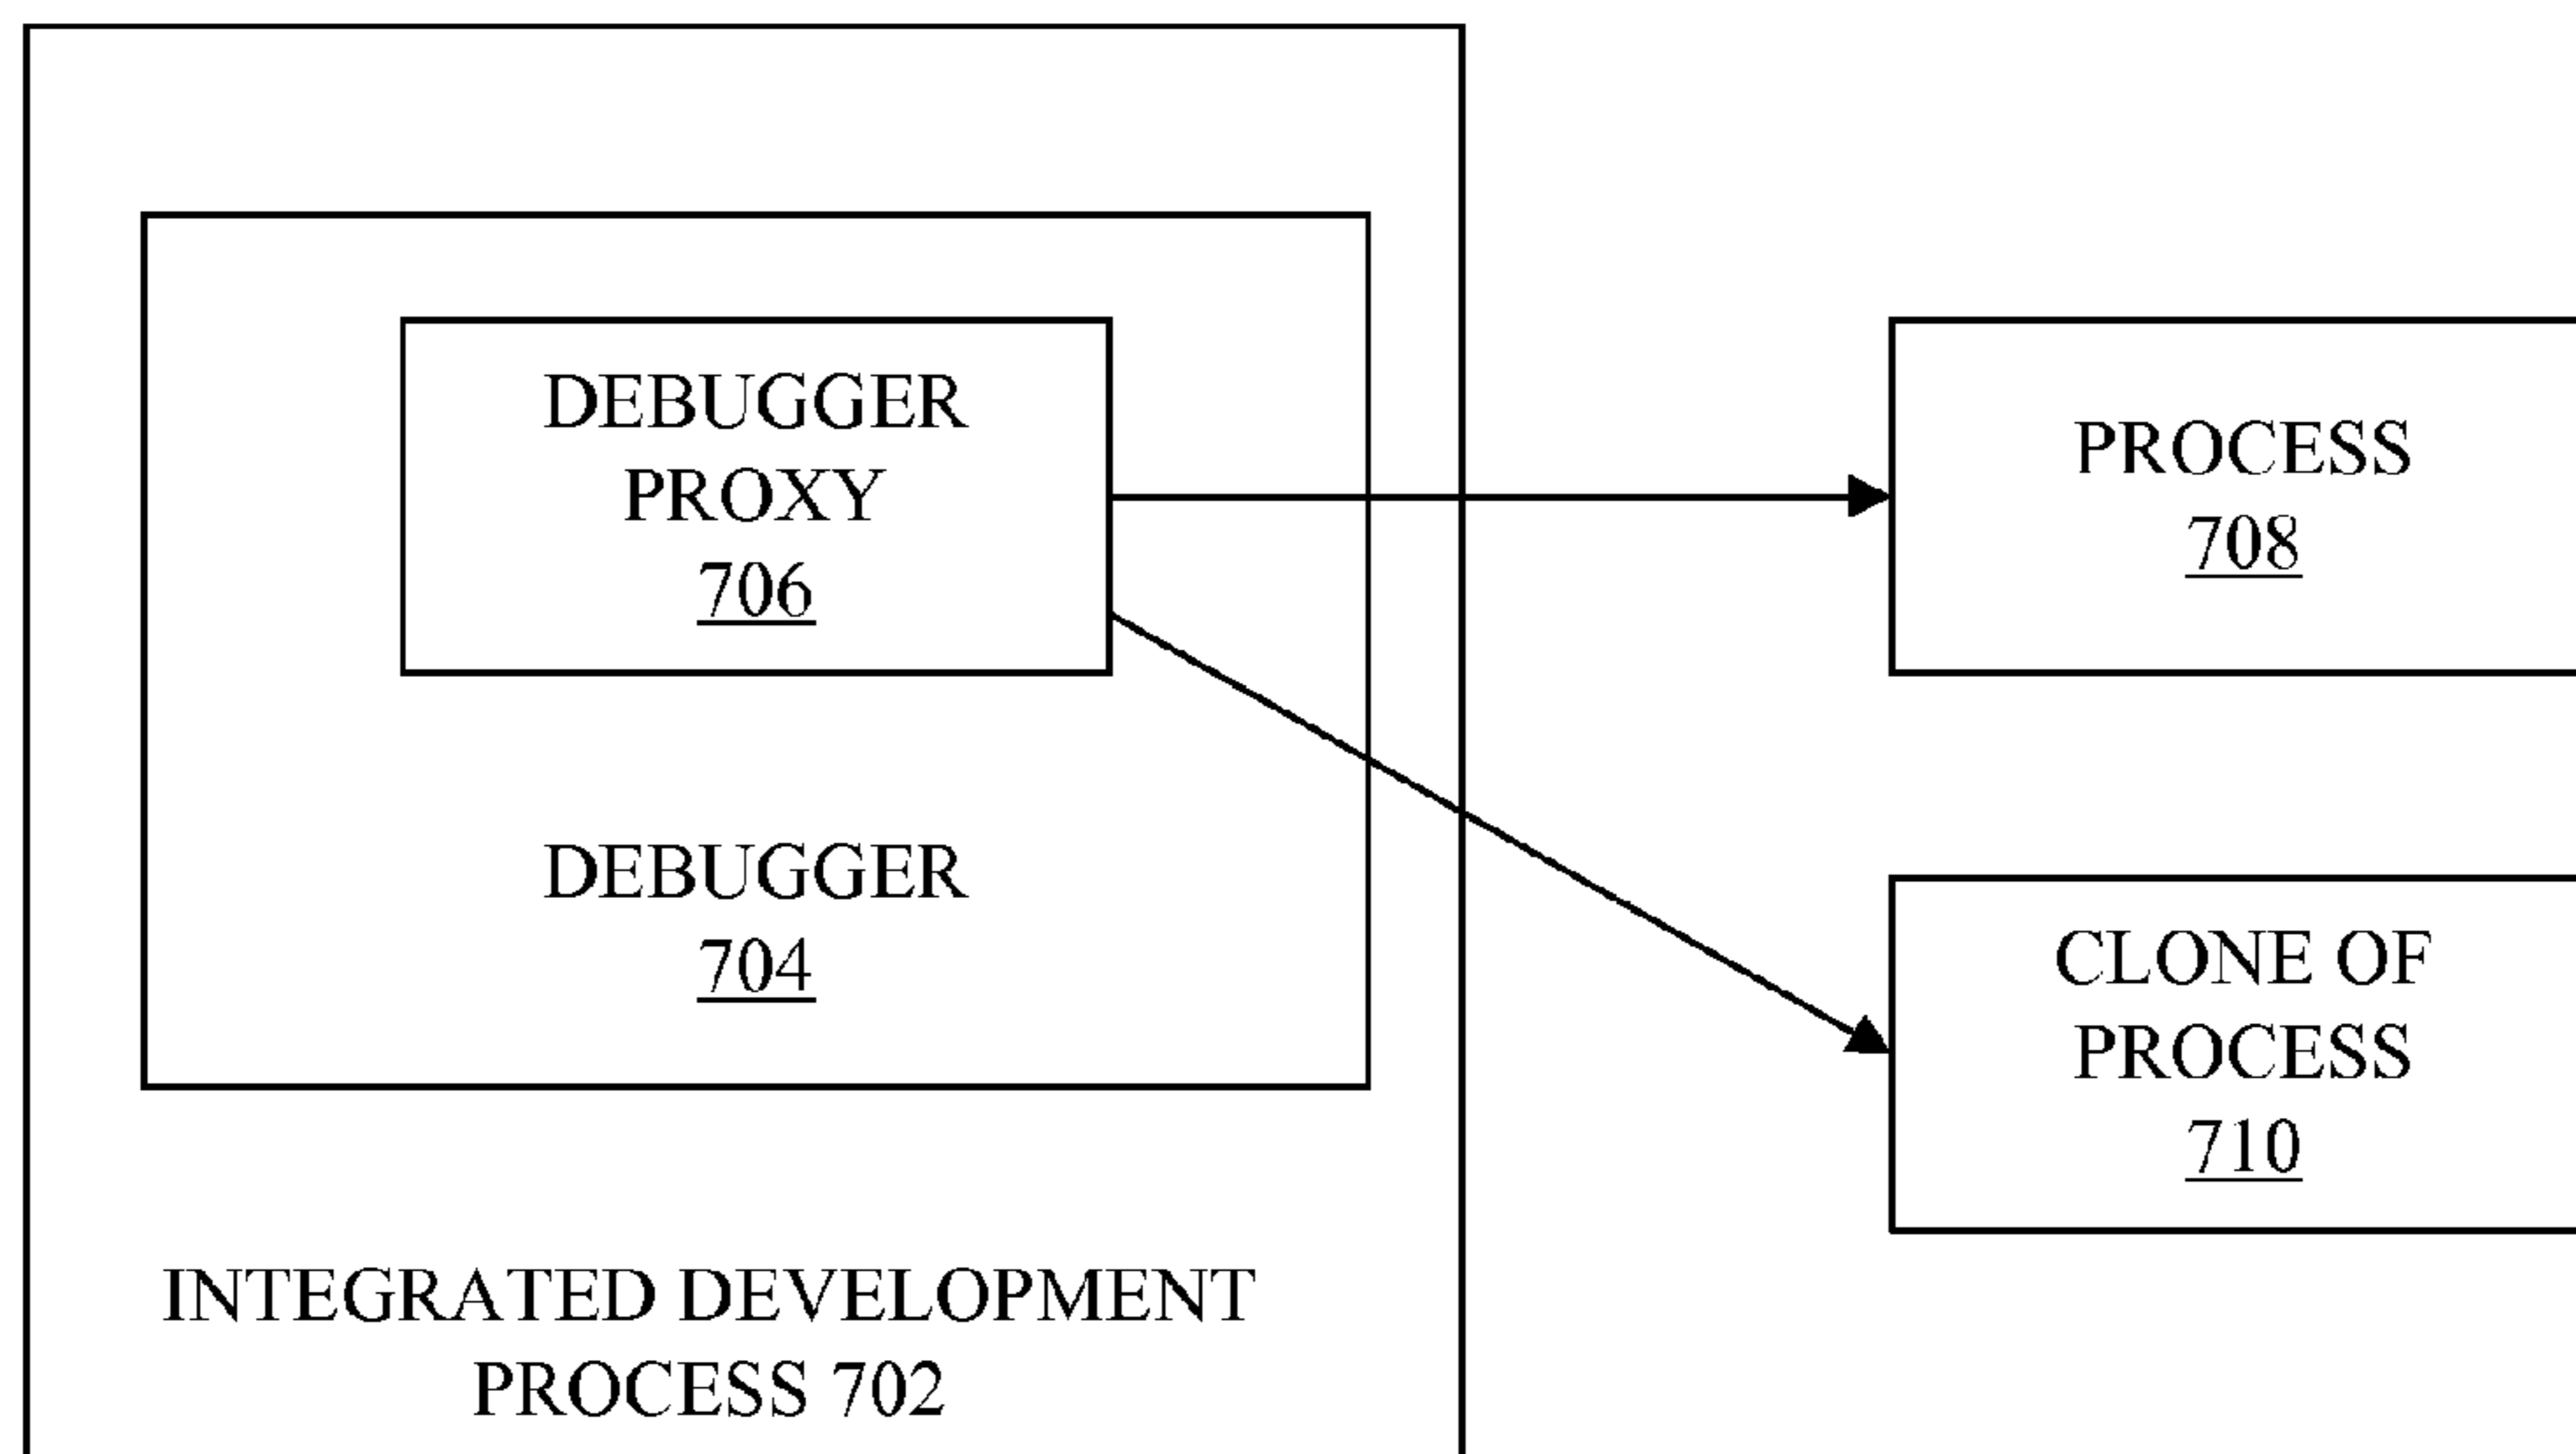 DEBUGGER
PROXY
706
DEBUGGER
704
INTEGRATED DEVELOPMENT
PROCESS 702
PROCESS
708
CLONE OF
PROCESS
710